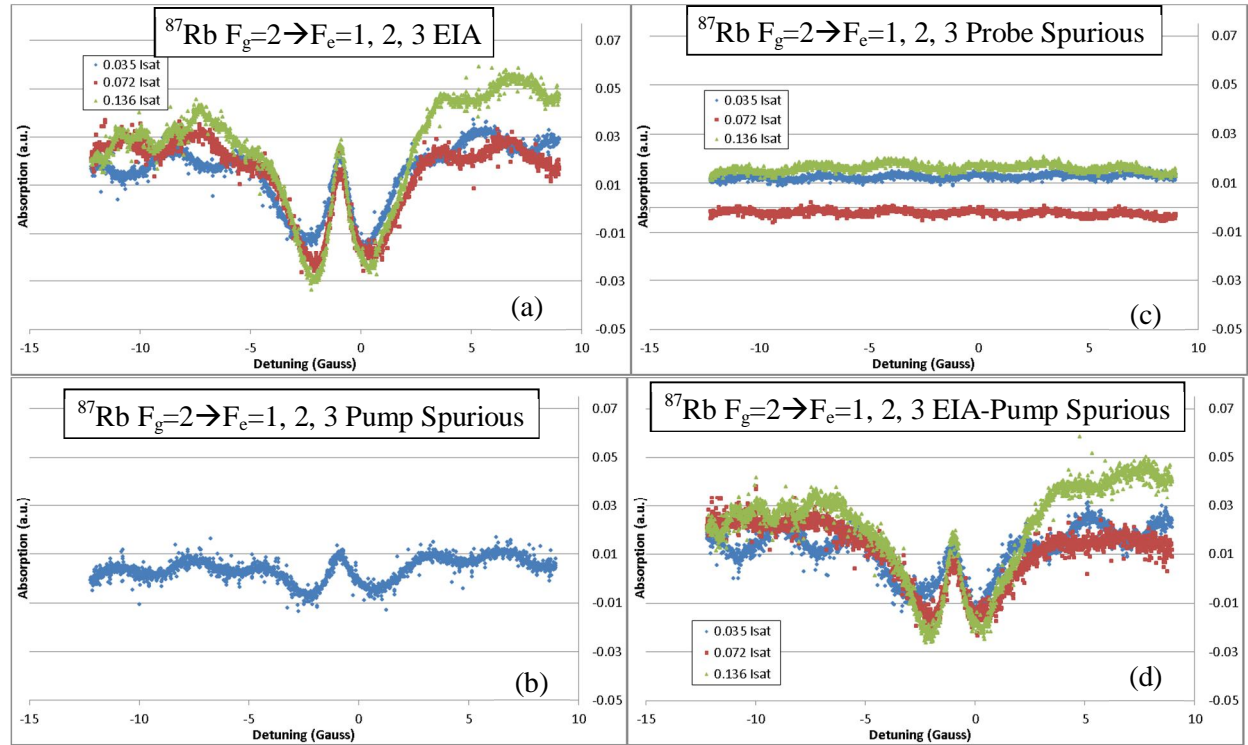 ⁸⁷Rb Fg=2→Fe=1, 2, 3 EIA
0.035 Isat
0.072 Isat
0.136 Isat
Absorption (a.u.)
0.07
0.05
0.03
0.01
-0.01
-0.03
-0.05
(a)
-15
-10
-5
0
5
10
Detuning (Gauss)
⁸⁷Rb Fg=2→Fe=1, 2, 3 Probe Spurious
0.035 Isat
0.072 Isat
0.136 Isat
Absorption (a.u.)
0.07
0.05
0.03
0.01
-0.01
-0.03
-0.05
(c)
-15
-10
-5
0
5
10
Detuning (Gauss)
⁸⁷Rb Fg=2→Fe=1, 2, 3 Pump Spurious
Absorption (a.u.)
0.07
0.05
0.03
0.01
-0.01
-0.03
-0.05
(b)
-15
-10
-5
0
5
10
Detuning (Gauss)
⁸⁷Rb Fg=2→Fe=1, 2, 3 EIA-Pump Spurious
Absorption (a.u.)
0.07
0.05
0.03
0.01
-0.01
-0.03
-0.05
0.035 Isat
0.072 Isat
0.136 Isat
(d)
-15
-10
-5
0
5
10
Detuning (Gauss)